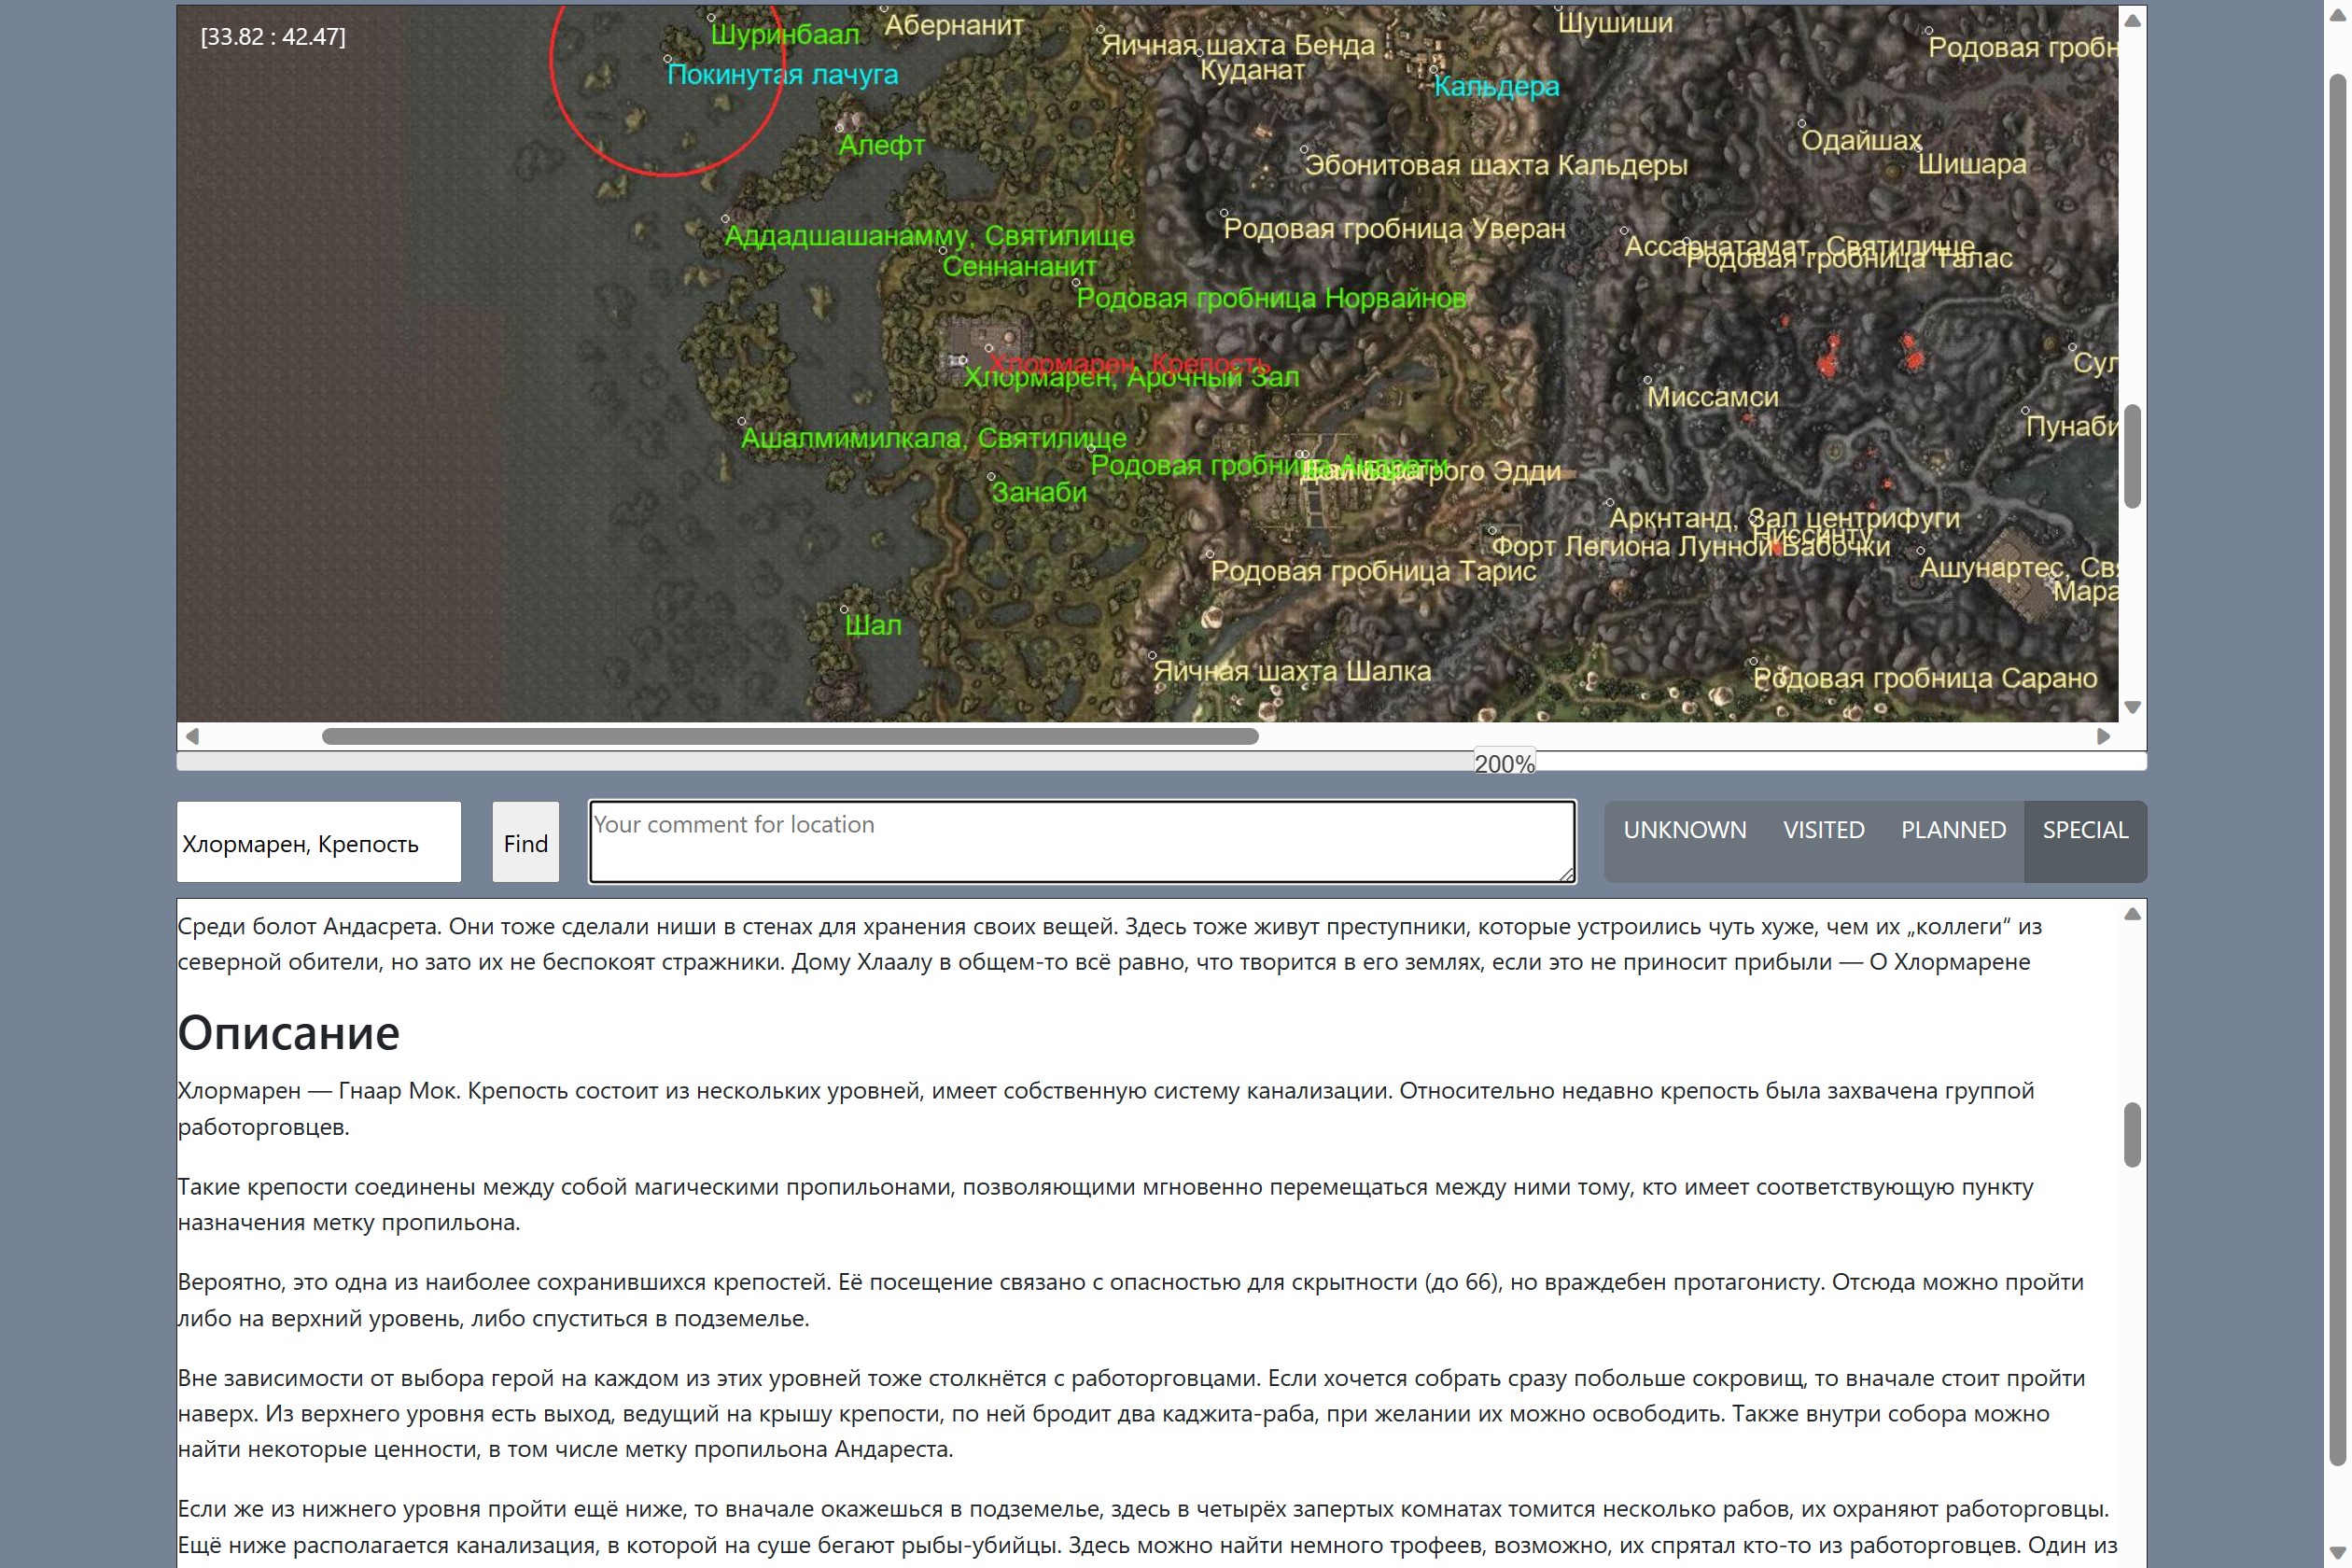 [33.82 : 42.47]
Шуринбаал
Абернанит
Шушиши
Яичная шахта Бенда
Родовая гробн
Куданат
Покинутая лачуга
Кальдера
Алефт
Одайшах
Эбонитовая шахта Кальдеры
Шишара
Родовая гробница Уверан
Аддадшашанамму, Святилище
Ассарнатамат, Святилище
Родовая гробница Талас
Сеннананит
Родовая гробница Норвайнов
Хлормарен, Крепость
Сул
Хлормарен, Арочный Зал
Миссамси
Пунаби
Ашалмимилкала, Святилище
Родовая гробница Андрети
Эдди
Занаби
Аркнтанд, Зал центрифуги
Ниссинту
Форт Легиона Лунной Бабочки
Родовая гробница Тарис
Ашунартес, Свя
Мара
Шал
Яичная шахта Шалка
Родовая гробница Сарано
200%
Хлормарен, Крепость
Find
Your comment for location
UNKNOWN VISITED PLANNED SPECIAL
Среди болот Андасрета. Они тоже сделали ниши в стенах для хранения своих вещей. Здесь тоже живут преступники, которые устроились чуть хуже, чем их „коллеги“ из
северной обители, но зато их не беспокоят стражники. Дому Хлаалу в общем-то всё равно, что творится в его землях, если это не приносит прибыли — О Хлормарене
Описание
Хлормарен — Гнаар Мок. Крепость состоит из нескольких уровней, имеет собственную систему канализации. Относительно недавно крепость была захвачена группой
работорговцев.
Такие крепости соединены между собой магическими пропильонами, позволяющими мгновенно перемещаться между ними тому, кто имеет соответствующую пункту
назначения метку пропильона.
Вероятно, это одна из наиболее сохранившихся крепостей. Её посещение связано с опасностью для скрытности (до 66), но враждебен протагонисту. Отсюда можно пройти
либо на верхний уровень, либо спуститься в подземелье.
Вне зависимости от выбора герой на каждом из этих уровней тоже столкнётся с работорговцами. Если хочется собрать сразу побольше сокровищ, то вначале стоит пройти
наверх. Из верхнего уровня есть выход, ведущий на крышу крепости, по ней бродит два каджита-раба, при желании их можно освободить. Также внутри собора можно
найти некоторые ценности, в том числе метку пропильона Андареста.
Если же из нижнего уровня пройти ещё ниже, то вначале окажешься в подземелье, здесь в четырёх запертых комнатах томится несколько рабов, их охраняют работорговцы.
Ещё ниже располагается канализация, в которой на суше бегают рыбы-убийцы. Здесь можно найти немного трофеев, возможно, их спрятал кто-то из работорговцев. Один из